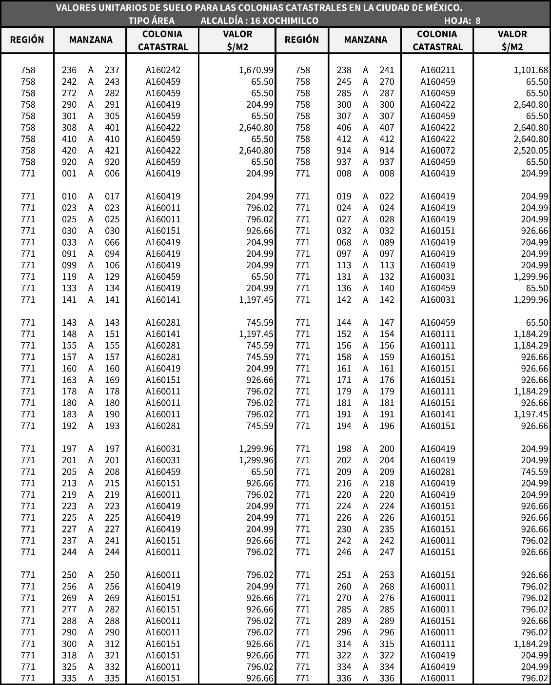 VALORES UNITARIOS DE SUELO PARA LAS COLONIAS CATASTRALES EN LA CIUDAD DE MÉXICO.
TIPO ÁREA ALCALDÍA : 16 XOCHIMILCO HOJA: 8
REGIÓN MANZANA COLONIA CATASTRAL VALOR $/M2 REGIÓN MANZANA COLONIA CATASTRAL VALOR $/M2
758 236 A 237 A160242 1,670.99 758 238 A 241 A160211 1,101.68
758 242 A 243 A160459 65.50 758 245 A 270 A160459 65.50
758 272 A 282 A160459 65.50 758 285 A 287 A160459 65.50
758 290 A 291 A160419 204.99 758 300 A 300 A160422 2,640.80
758 301 A 305 A160459 65.50 758 307 A 307 A160459 65.50
758 308 A 401 A160422 2,640.80 758 406 A 407 A160422 2,640.80
758 410 A 410 A160459 65.50 758 412 A 412 A160422 2,640.80
758 420 A 421 A160422 2,640.80 758 914 A 914 A160072 2,520.05
758 920 A 920 A160459 65.50 758 937 A 937 A160459 65.50
771 001 A 006 A160419 204.99 771 008 A 008 A160419 204.99
771 010 A 017 A160419 204.99 771 019 A 022 A160419 204.99
771 023 A 023 A160011 796.02 771 024 A 024 A160419 204.99
771 025 A 025 A160011 796.02 771 027 A 028 A160419 204.99
771 030 A 030 A160151 926.66 771 032 A 032 A160151 926.66
771 033 A 066 A160419 204.99 771 068 A 089 A160419 204.99
771 091 A 094 A160419 204.99 771 097 A 097 A160419 204.99
771 099 A 106 A160419 204.99 771 113 A 113 A160419 204.99
771 119 A 129 A160459 65.50 771 131 A 132 A160031 1,299.96
771 133 A 134 A160419 204.99 771 136 A 140 A160459 65.50
771 141 A 141 A160141 1,197.45 771 142 A 142 A160031 1,299.96
771 143 A 143 A160281 745.59 771 144 A 147 A160459 65.50
771 148 A 151 A160141 1,197.45 771 152 A 154 A160111 1,184.29
771 155 A 155 A160281 745.59 771 156 A 156 A160111 1,184.29
771 157 A 157 A160281 745.59 771 158 A 159 A160151 926.66
771 160 A 160 A160419 204.99 771 161 A 161 A160151 926.66
771 163 A 169 A160151 926.66 771 171 A 176 A160151 926.66
771 178 A 178 A160011 796.02 771 179 A 179 A160111 1,184.29
771 180 A 180 A160011 796.02 771 181 A 181 A160151 926.66
771 183 A 190 A160011 796.02 771 191 A 191 A160141 1,197.45
771 192 A 193 A160281 745.59 771 194 A 196 A160151 926.66
771 197 A 197 A160031 1,299.96 771 198 A 200 A160419 204.99
771 201 A 201 A160031 1,299.96 771 202 A 204 A160419 204.99
771 205 A 208 A160459 65.50 771 209 A 209 A160281 745.59
771 213 A 215 A160151 926.66 771 216 A 218 A160419 204.99
771 219 A 219 A160011 796.02 771 220 A 220 A160419 204.99
771 223 A 223 A160419 204.99 771 224 A 224 A160151 926.66
771 225 A 225 A160419 204.99 771 226 A 226 A160151 926.66
771 227 A 227 A160419 204.99 771 230 A 235 A160151 926.66
771 237 A 241 A160151 926.66 771 242 A 242 A160011 796.02
771 244 A 244 A160011 796.02 771 246 A 247 A160151 926.66
771 250 A 250 A160011 796.02 771 251 A 253 A160151 926.66
771 256 A 256 A160419 204.99 771 260 A 268 A160011 796.02
771 269 A 269 A160151 926.66 771 270 A 276 A160011 796.02
771 277 A 282 A160151 926.66 771 285 A 285 A160011 796.02
771 288 A 288 A160011 796.02 771 289 A 289 A160151 926.66
771 290 A 290 A160011 796.02 771 296 A 296 A160011 796.02
771 300 A 312 A160151 926.66 771 314 A 315 A160111 1,184.29
771 318 A 321 A160151 926.66 771 322 A 322 A160419 204.99
771 325 A 332 A160011 796.02 771 334 A 334 A160419 204.99
771 335 A 335 A160151 926.66 771 336 A 336 A160011 796.02